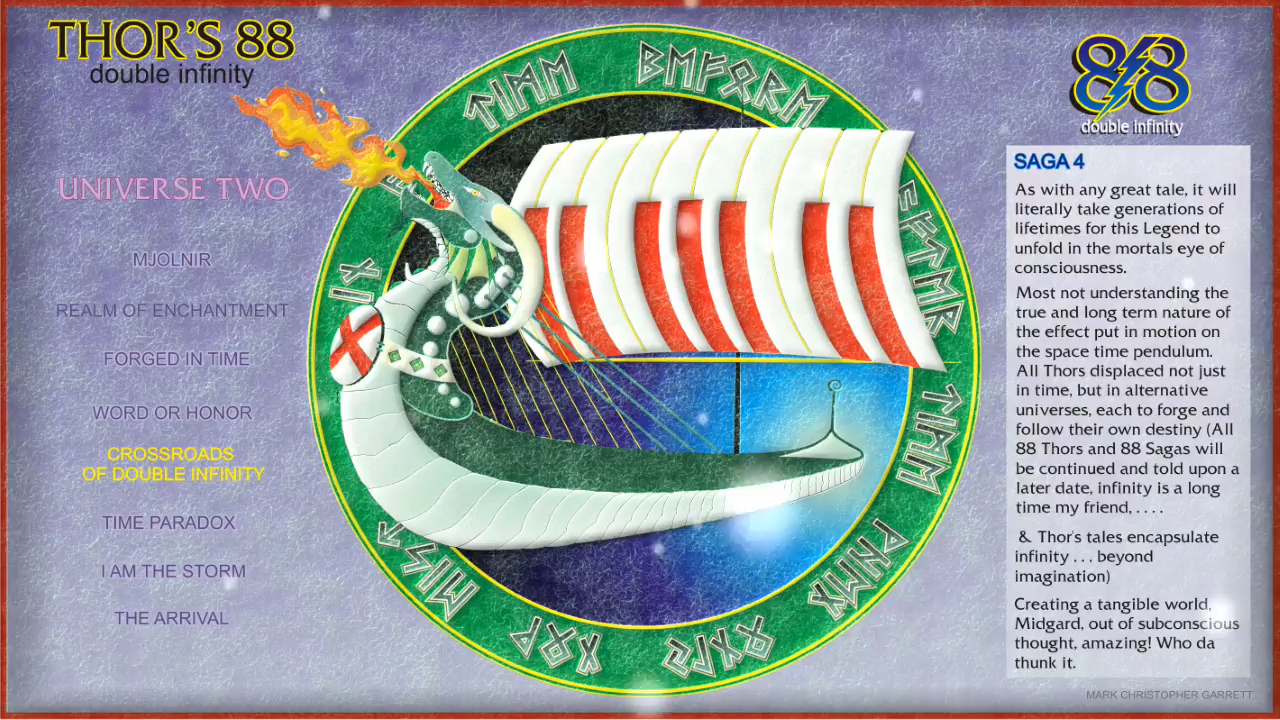 THOR'S 88
double infinity
UNIVERSE TWO
MJOLNIR
REALM OF ENCHANTMENT
FORGED IN TIME
WORD OR HONOR
CROSSROADS
OF DOUBLE INFINITY
TIME PARADOX
I AM THE STORM
THE ARRIVAL
88
double infinity
SAGA 4
As with any great tale, it will
literally take generations of
lifetimes for this Legend to
unfold in the mortals eye of
consciousness.
Most not understanding the
true and long term nature of
the effect put in motion on
the space time pendulum.
All Thors displaced not just
in time, but in alternative
universes, each to forge and
follow their own destiny (All
88 Thors and 88 Sagas will
be continued and told upon a
later date, infinity is a long
time my friend, . . . .
&. Thor's tales encapsulate
infinity . . . beyond
imagination)
Creating a tangible world,
Midgard, out of subconscious
thought, amazing! Who da
thunk it.
MARK CHRISTOPHER GARRETT